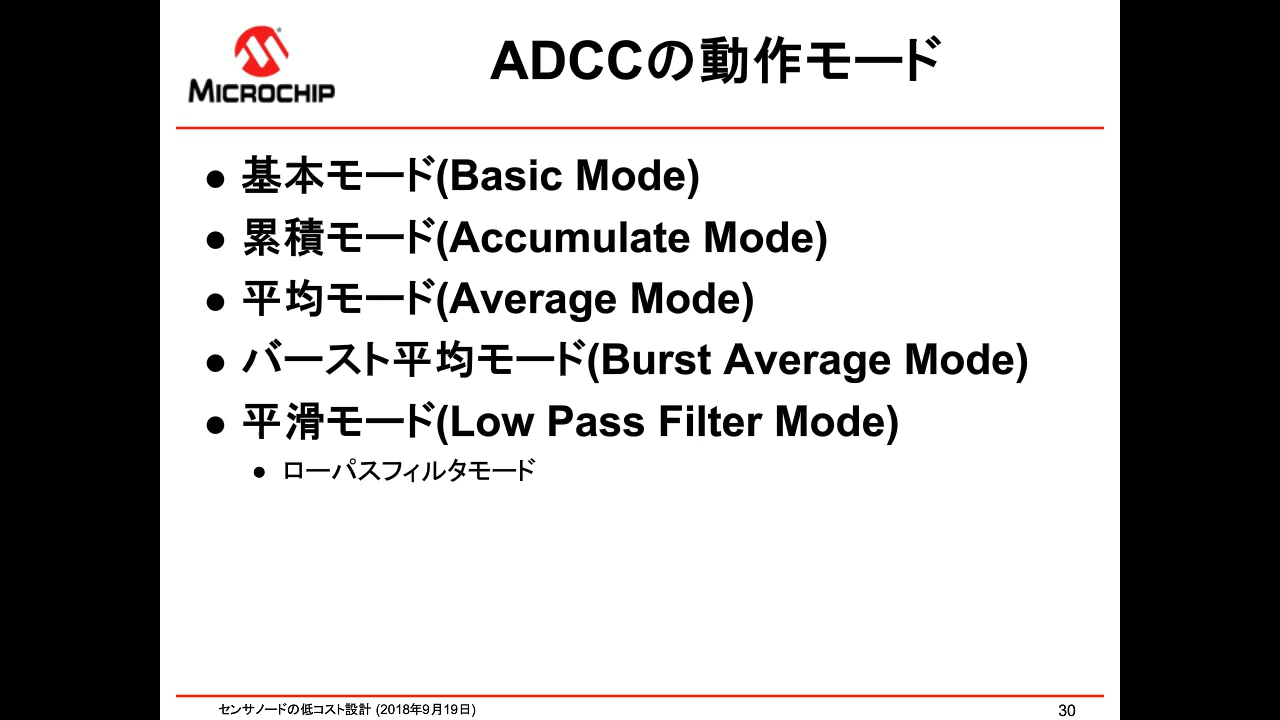 MICROCHIP
ADCCの動作モード
● 基本モード(Basic Mode)
● 累積モード(Accumulate Mode)
● 平均モード(Average Mode)
● バースト平均モード(Burst Average Mode)
● 平滑モード(Low Pass Filter Mode)
● ローパスフィルタモード
センサノードの低コスト設計 (2018年9月19日)
30